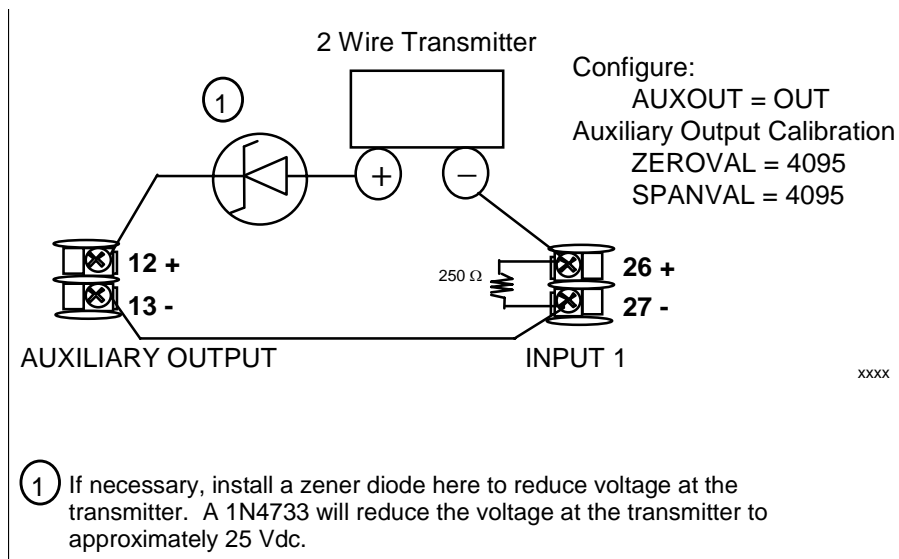 2 Wire Transmitter
Configure:
AUXOUT = OUT
Auxiliary Output Calibration
ZEROVAL = 4095
SPANVAL = 4095
1
+ −
12 +
13 -
250 Ω
26 +
27 -
AUXILIARY OUTPUT
INPUT 1
xxxx
1 If necessary, install a zener diode here to reduce voltage at the
transmitter. A 1N4733 will reduce the voltage at the transmitter to
approximately 25 Vdc.